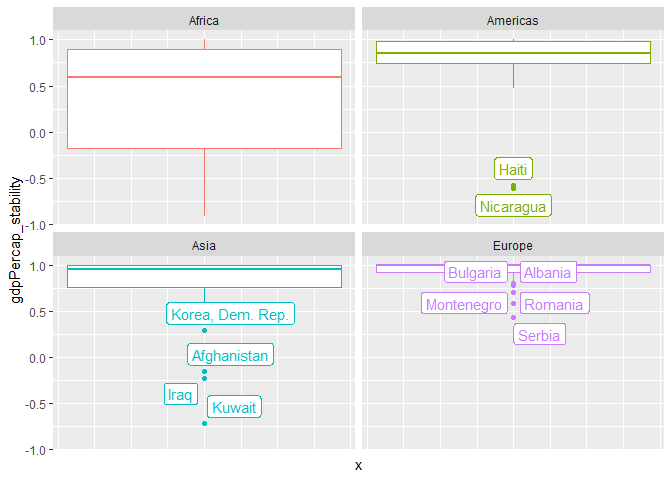 Africa
Americas
gdpPercap_stability
1.0
0.5
0.0
-0.5
-1.0
Haiti
Nicaragua
Asia
Europe
1.0
0.5
0.0
-0.5
-1.0
Korea, Dem. Rep.
Afghanistan
Iraq
Kuwait
Bulgaria
Albania
Montenegro
Romania
Serbia
x